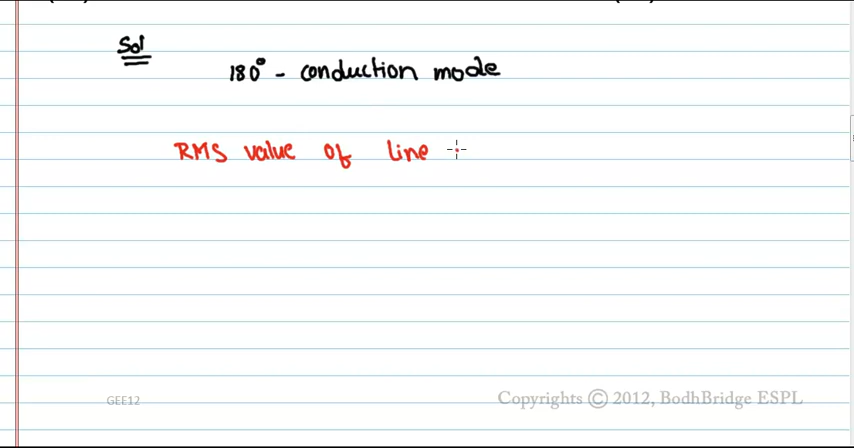 Sol
180° - conduction mode
RMS value of line
GEE12
Copyrights © 2012, BodhBridge ESPL